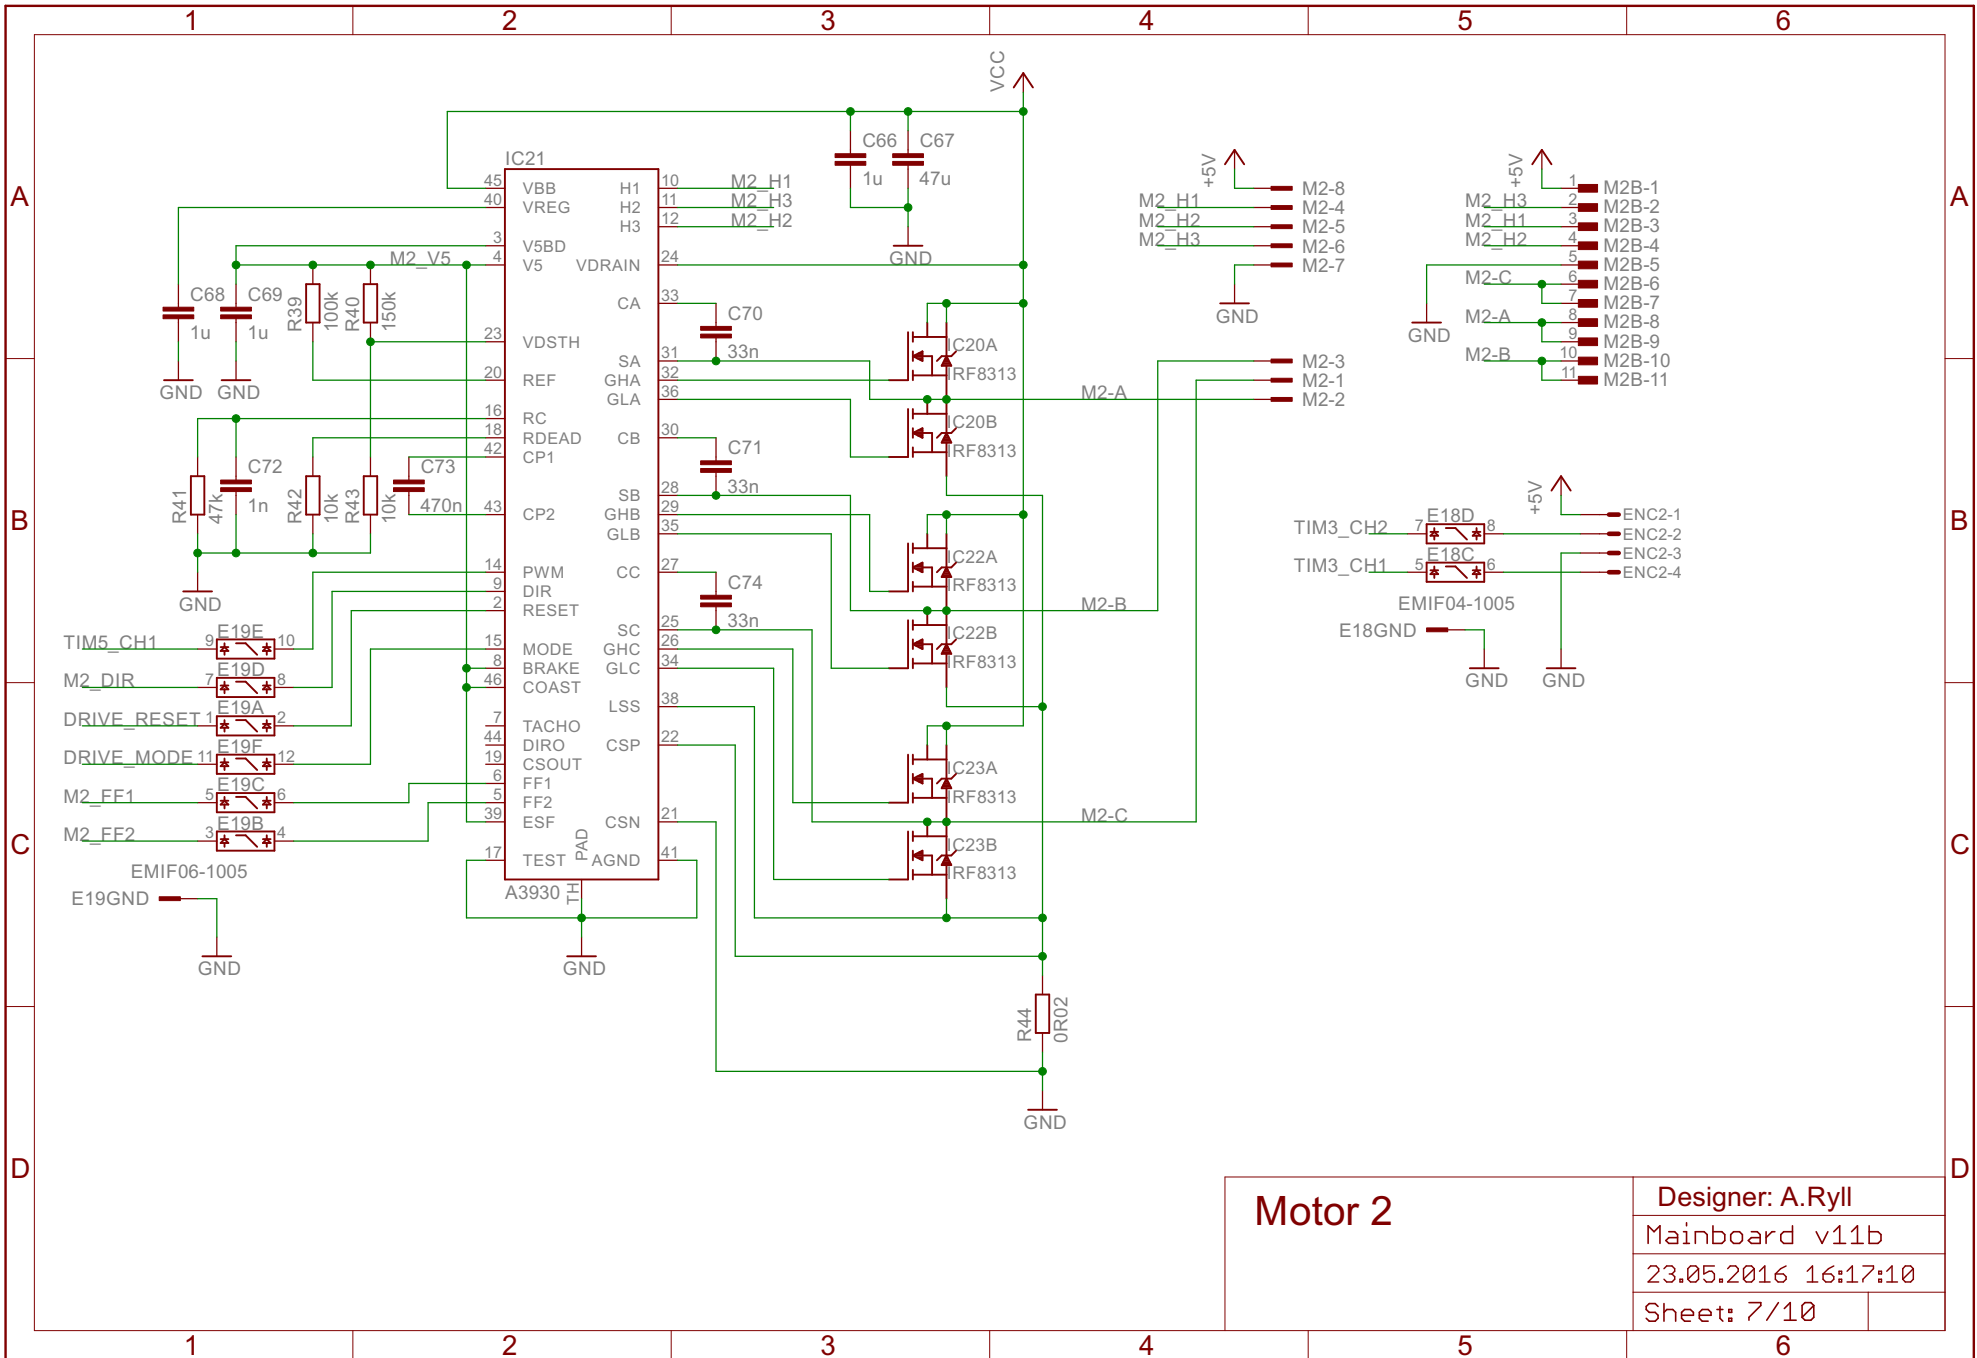 1 2 3 4 5 6
A A
B B
C C
D D
VCC
C66 1u
C67 47u
GND
IC21
45 VBB
40 VREG
3 V5BD
4 V5
23 VDSTH
20 REF
16 RC
18 RDEAD
42 CP1
43 CP2
14 PWM
9 DIR
2 RESET
15 MODE
8 BRAKE
46 COAST
7 TACHO
44 DIRO
19 CSOUT
6 FF1
5 FF2
39 ESF
17 TEST
PAD
TH
H1 10 M2_H1
H2 11 M2_H3
H3 12 M2_H2
VDRAIN 24
CA 33
SA 31
GHA 32
GLA 36
CB 30
SB 28
GHB 29
GLB 35
CC 27
SC 25
GHC 26
GLC 34
LSS 38
CSP 22
CSN 21
AGND 41
A3930
GND
M2_V5
C68 1u
C69 1u
R39 100k
R40 150k
GND GND
R41 47k
C72 1n
R42 10k
R43 10k
C73 470n
GND
TIM5_CH1 9 E19E 10
M2_DIR 7 E19D 8
DRIVE_RESET 1 E19A 2
DRIVE_MODE 11 E19F 12
M2_FF1 5 E19C 6
M2_FF2 3 E19B 4
EMIF06-1005
E19GND
GND
C70 33n
C71 33n
C74 33n
IC20A IRF8313
IC20B IRF8313
IC22A IRF8313
IC22B IRF8313
IC23A IRF8313
IC23B IRF8313
M2-A
M2-B
M2-C
R44 0R02
GND
+5V
M2-8
M2_H1 M2-4
M2_H2 M2-5
M2_H3 M2-6
M2-7
GND
M2-3
M2-1
M2-2
+5V
1 M2B-1
M2_H3 2 M2B-2
M2_H1 3 M2B-3
M2_H2 4 M2B-4
5 M2B-5
M2-C 6 M2B-6
7 M2B-7
M2-A 8 M2B-8
9 M2B-9
M2-B 10 M2B-10
11 M2B-11
GND
+5V
ENC2-1
TIM3_CH2 7 E18D 8 ENC2-2
ENC2-3
TIM3_CH1 5 E18C 6 ENC2-4
EMIF04-1005
E18GND
GND GND
Motor 2
Designer: A.Ryll
Mainboard v11b
23.05.2016 16:17:10
Sheet: 7/10
1 2 3 4 5 6